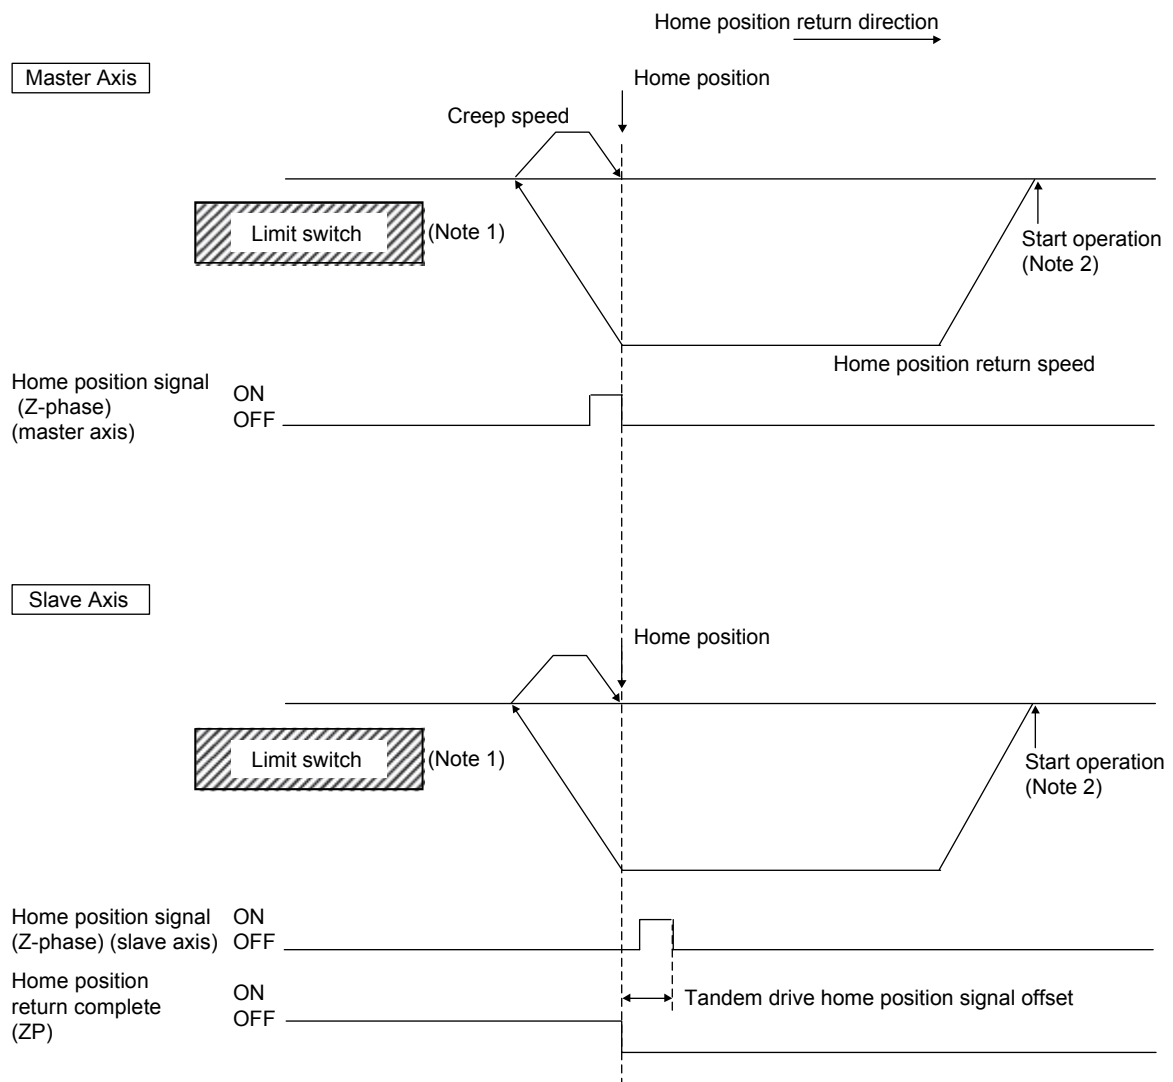 Home position return direction
Master Axis
Home position
Creep speed
Limit switch
(Note 1)
Start operation
(Note 2)
Home position return speed
Home position signal
(Z-phase)
(master axis)
ON
OFF
Slave Axis
Home position
Limit switch
(Note 1)
Start operation
(Note 2)
Home position signal
(Z-phase) (slave axis)
ON
OFF
Home position
return complete
(ZP)
ON
OFF
Tandem drive home position signal offset